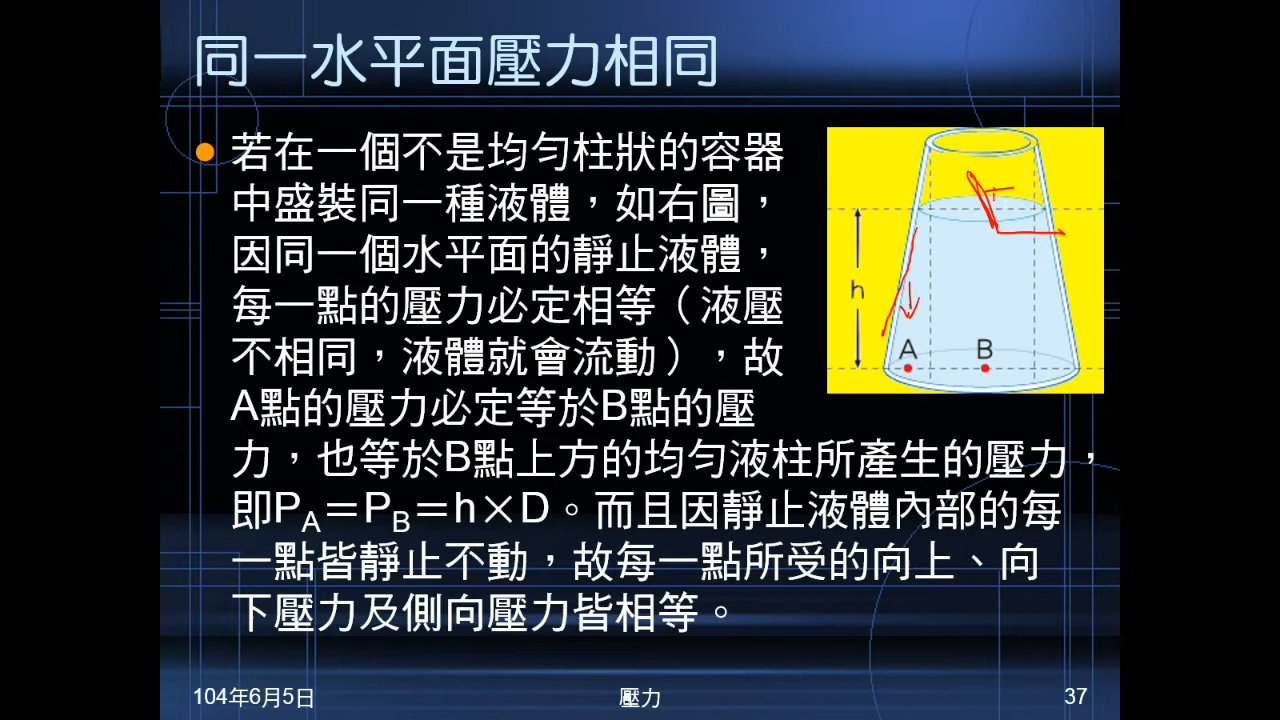 同一水平面壓力相同
若在一個不是均勻柱狀的容器
中盛裝同一種液體，如右圖，
因同一個水平面的靜止液體，
每一點的壓力必定相等（液壓
不相同，液體就會流動），故
A點的壓力必定等於B點的壓
力，也等於B點上方的均勻液柱所產生的壓力，
即PA＝PB＝h×D。而且因靜止液體內部的每
一點皆靜止不動，故每一點所受的向上、向
下壓力及側向壓力皆相等。
h
A B
104年6月5日 壓力 37